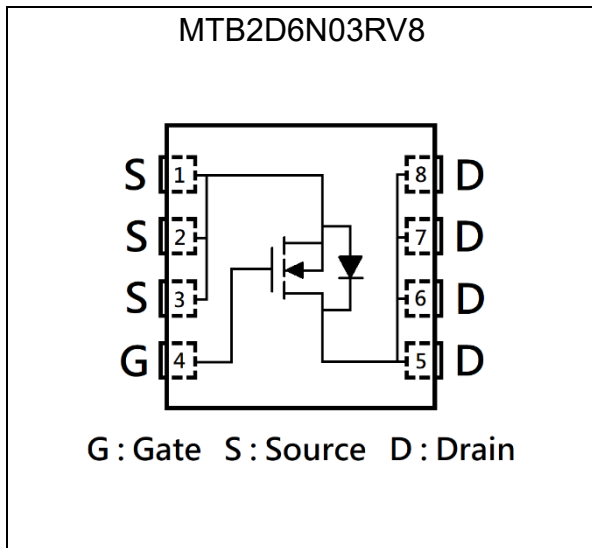 MTB2D6N03RV8
S 1 8 D
S 2 7 D
S 3 6 D
G 4 5 D
G : Gate S : Source D : Drain